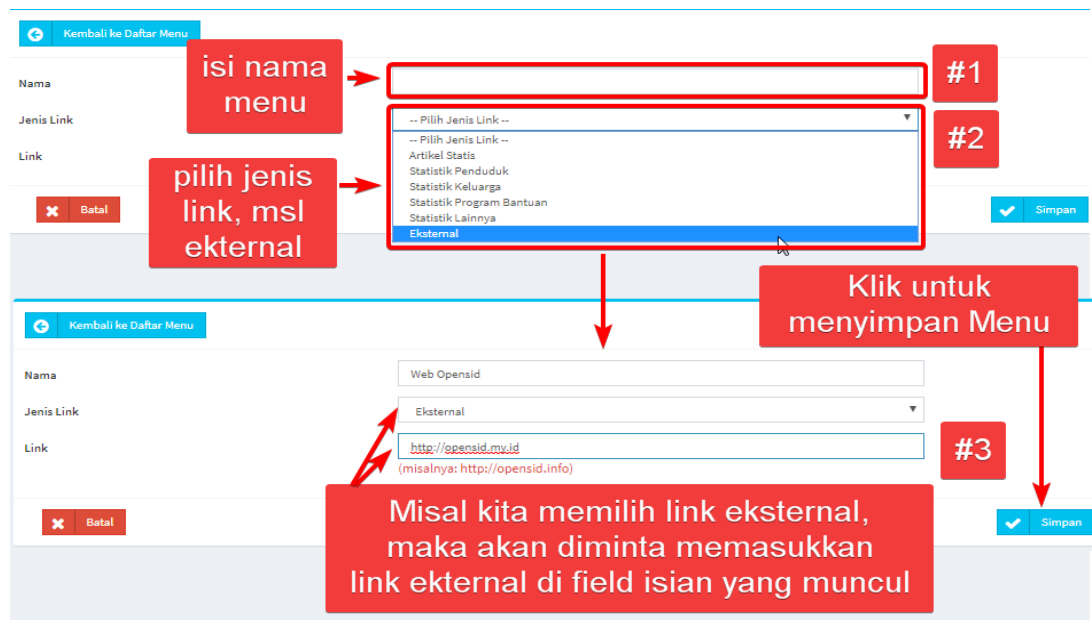 Kembali ke Daftar Menu
isi nama
menu
#1
Nama
Jenis Link
-- Pilih Jenis Link --
#2
-- Pilih Jenis Link --
Artikel Statis
Statistik Penduduk
Statistik Keluarga
Statistik Program Bantuan
Statistik Lainnya
Eksternal
Link
pilih jenis
link, msl
ekternal
Batal
Simpan
Klik untuk
menyimpan Menu
Kembali ke Daftar Menu
Nama
Web Opensid
Jenis Link
Eksternal
Link
http://opensid.my.id
(misalnya: http://opensid.info)
#3
Misal kita memilih link eksternal,
maka akan diminta memasukkan
link ekternal di field isian yang muncul
Batal
Simpan